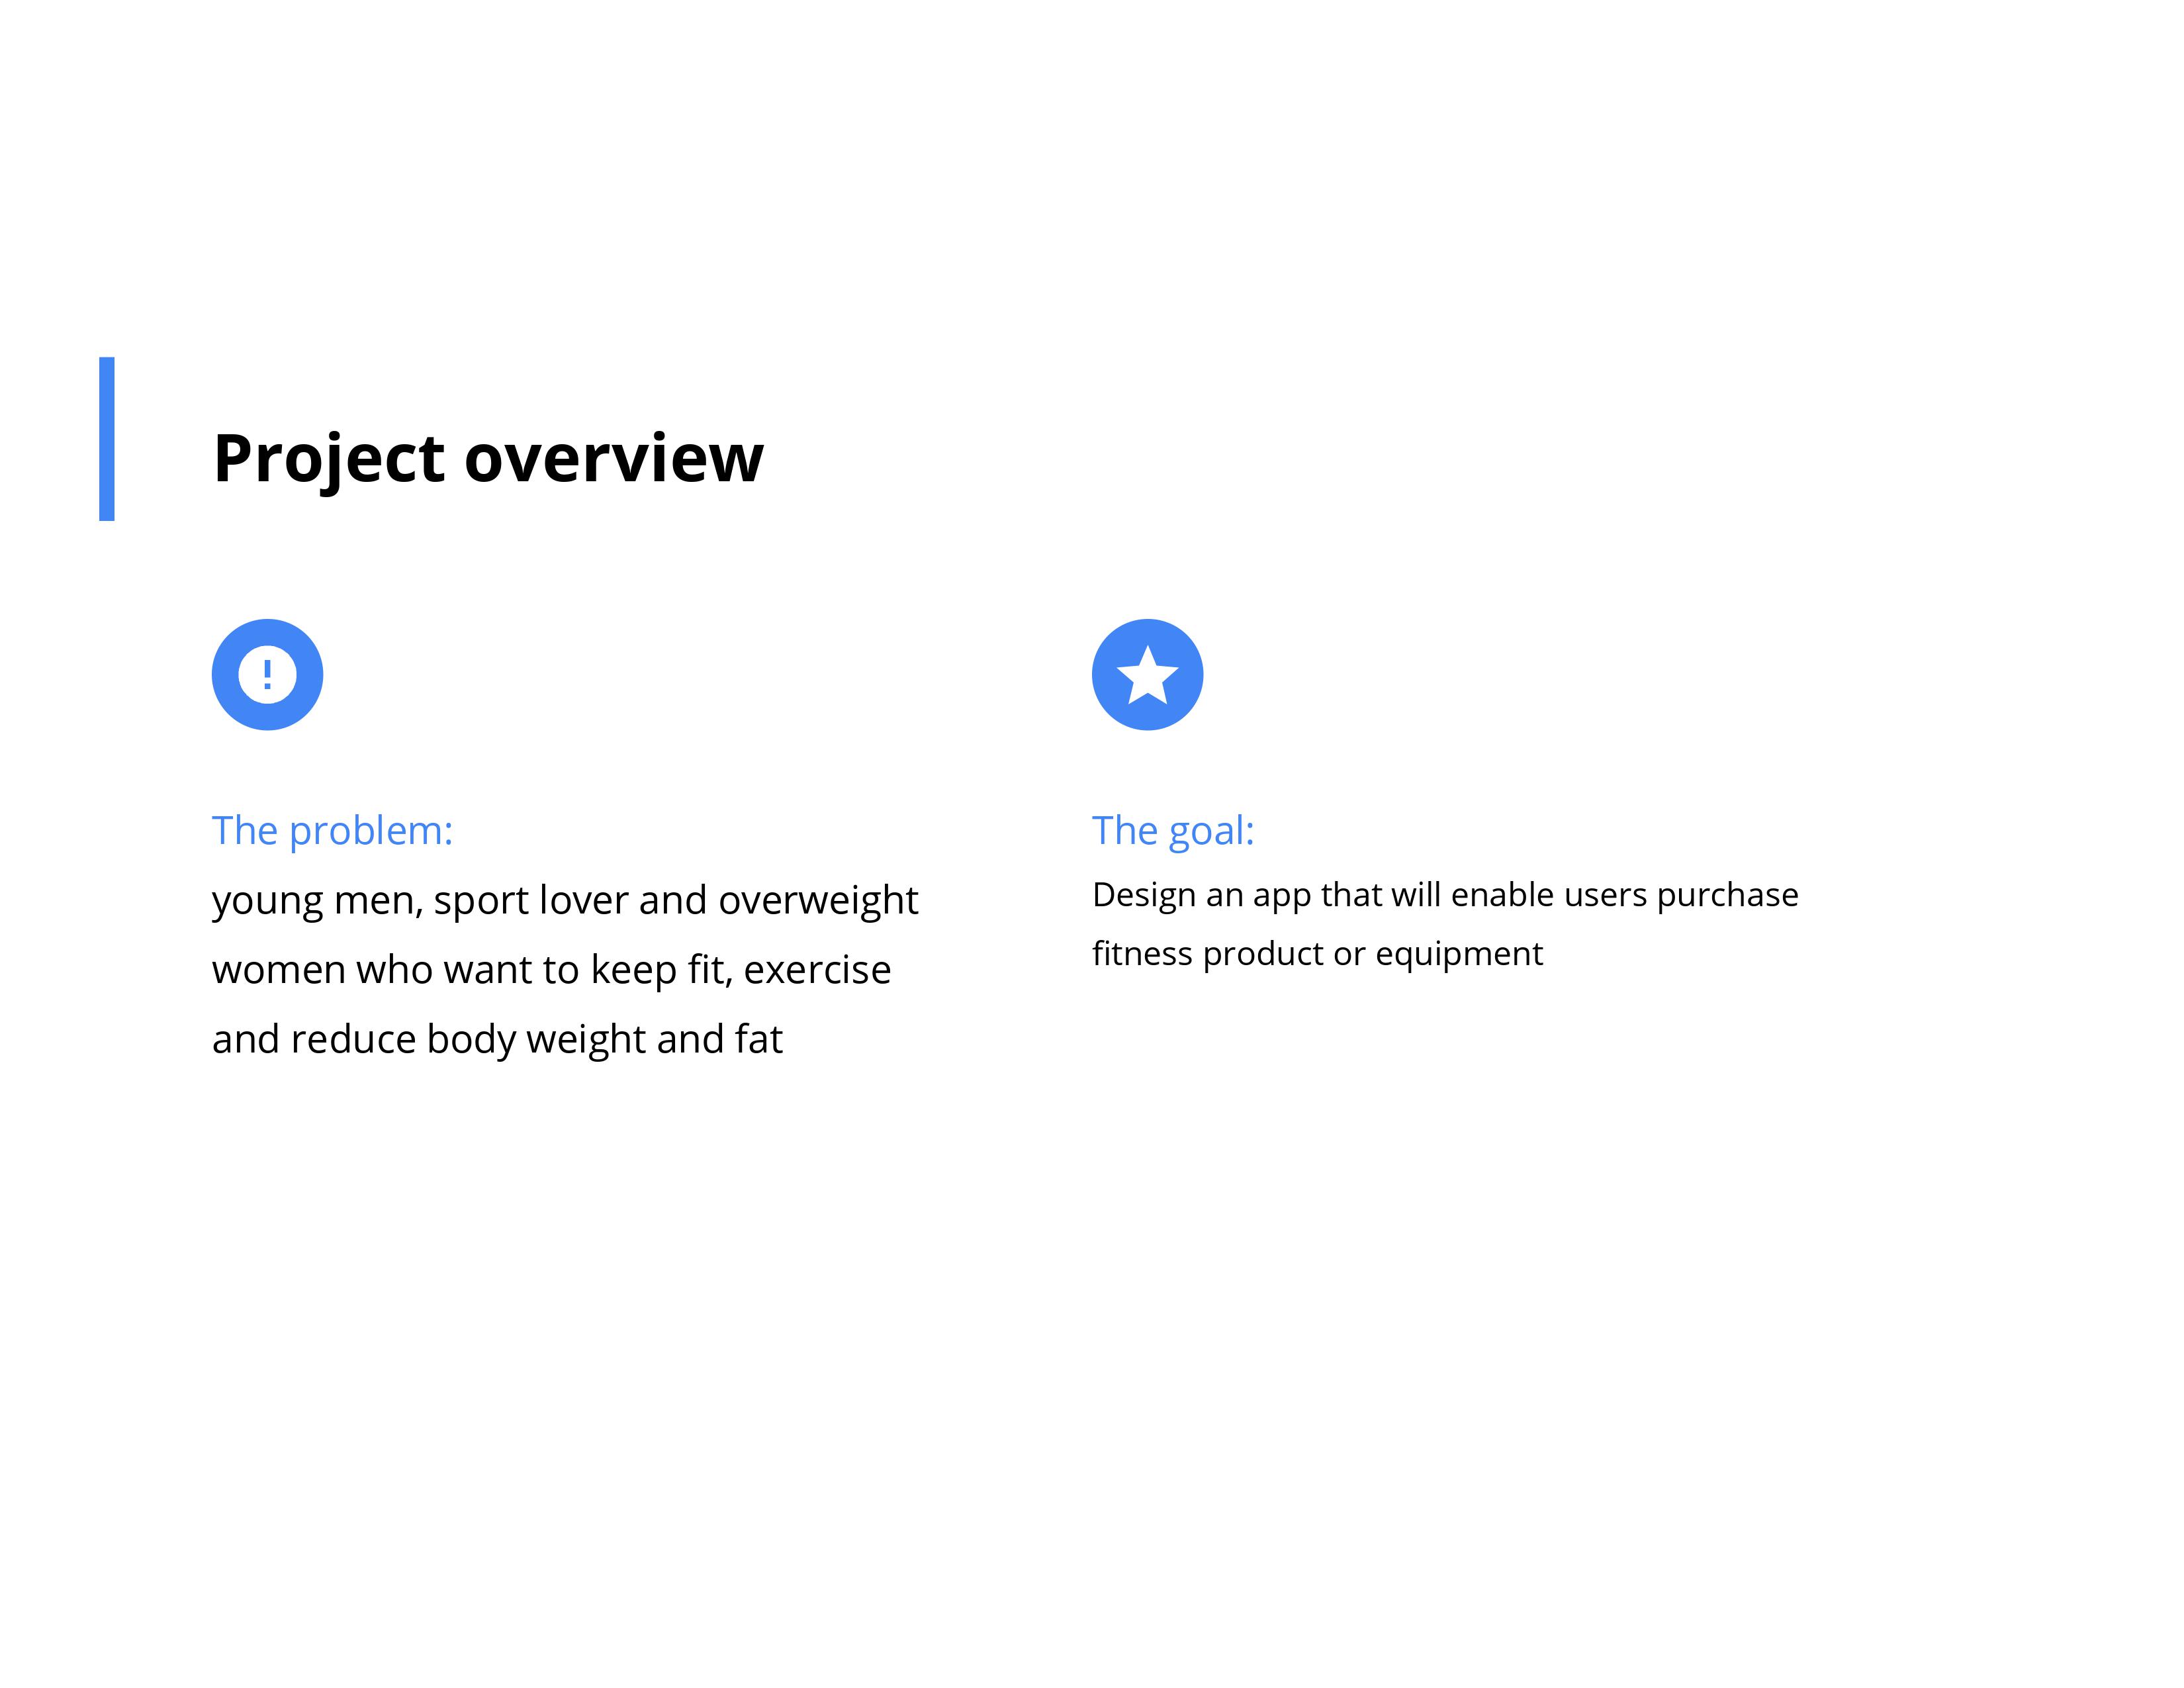 Project overview
The problem:
young men, sport lover and overweight
women who want to keep fit, exercise
and reduce body weight and fat
The goal:
Design an app that will enable users purchase
fitness product or equipment